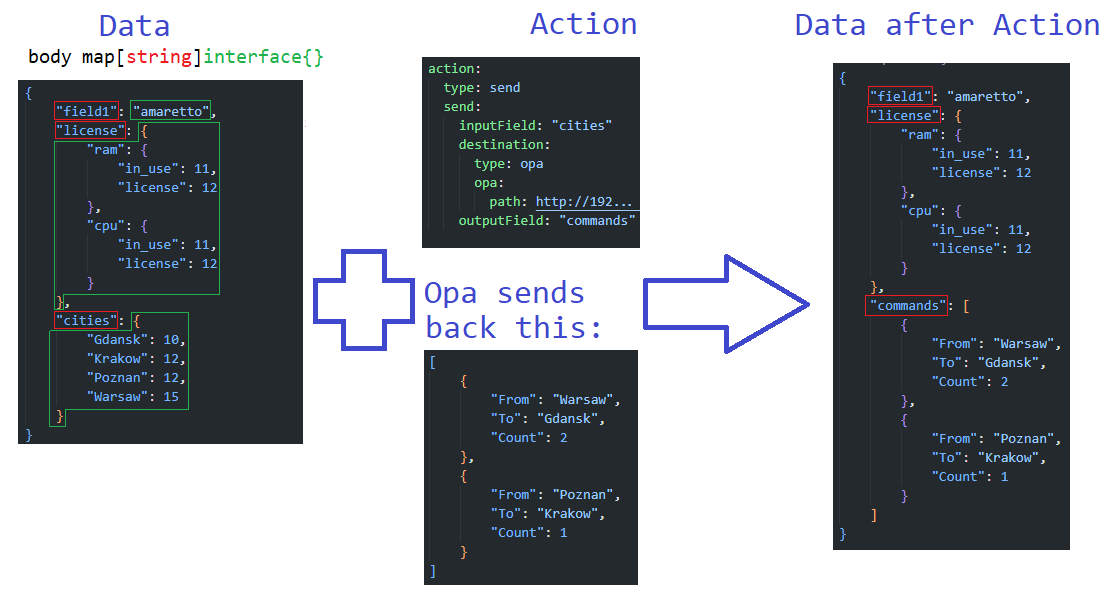 Data
body map[string]interface{}
{
    "field1": "amaretto",
    "license": {
        "ram": {
            "in_use": 11,
            "license": 12
        },
        "cpu": {
            "in_use": 11,
            "license": 12
        }
    },
    "cities": {
        "Gdansk": 10,
        "Krakow": 12,
        "Poznan": 12,
        "Warsaw": 15
    }
}
Action
action:
  type: send
  send:
    inputField: "cities"
    destination:
      type: opa
      opa:
        path: http://192...
    outputField: "commands"
Opa sends
back this:
[
    {
        "From": "Warsaw",
        "To": "Gdansk",
        "Count": 2
    },
    {
        "From": "Poznan",
        "To": "Krakow",
        "Count": 1
    }
]
Data after Action
{
    "field1": "amaretto",
    "license": {
        "ram": {
            "in_use": 11,
            "license": 12
        },
        "cpu": {
            "in_use": 11,
            "license": 12
        }
    },
    "commands": [
        {
            "From": "Warsaw",
            "To": "Gdansk",
            "Count": 2
        },
        {
            "From": "Poznan",
            "To": "Krakow",
            "Count": 1
        }
    ]
}